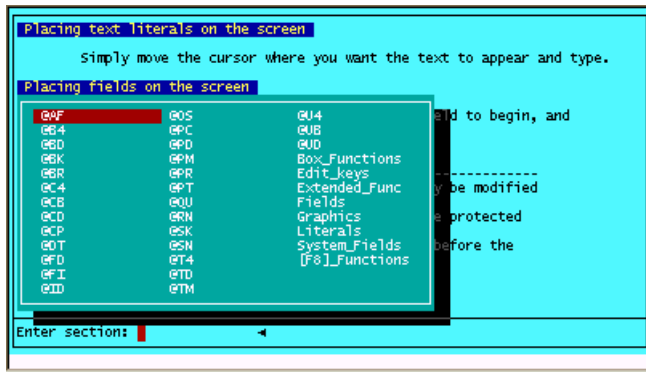 Placing text literals on the screen
Simply move the cursor where you want the text to appear and type.
Placing fields on the screen
eld to begin, and
@AF @OS @U4
@B4 @PC @UB
@BD @PD @UD
@BK @PM Box_Functions
@BR @PR Edit_keys
@C4 @PT Extended_Func y be modified
@CB @QU Fields
@CD @RN Graphics e protected
@CP @SK Literals
@DT @SN System_Fields before the
@FD @T4 [F8]_Functions
@FI @TD
@ID @TM
Enter section: